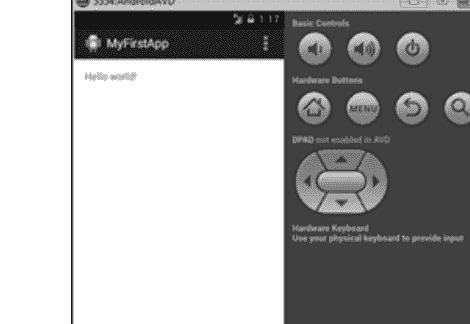 5554:AndroidAVD
1:17
MyFirstApp
Hello world!
Basic Controls
Hardware Buttons
MENU
DPAD not enabled in AVD
Hardware Keyboard
Use your physical keyboard to provide input